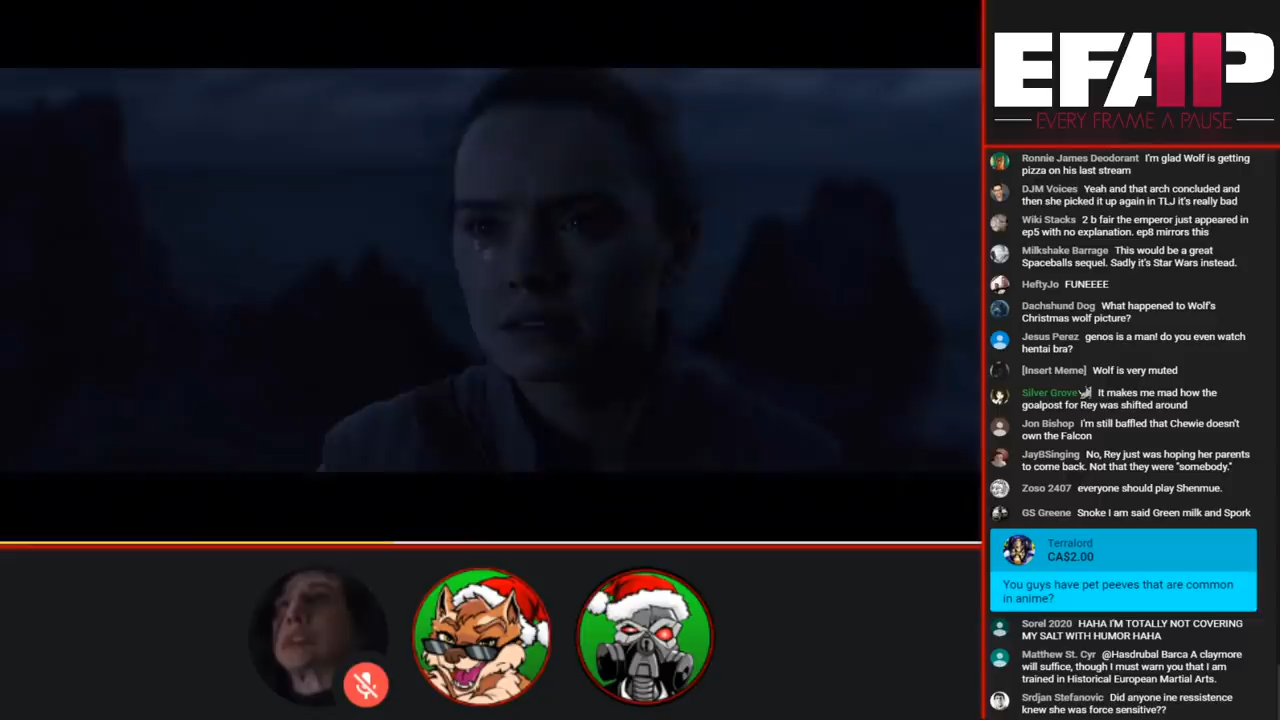 EFAP
EVERY FRAME A PAUSE
Ronnie James Deodorant I'm glad Wolf is getting
pizza on his last stream
DJM Voices Yeah and that arch concluded and
then she picked it up again in TLJ it's really bad
Wiki Stacks 2 b fair the emperor just appeared in
ep5 with no explanation. ep8 mirrors this
Milkshake Barrage This would be a great
Spaceballs sequel. Sadly it's Star Wars instead.
HeftyJo FUNEEEE
Dachshund Dog What happened to Wolf's
Christmas wolf picture?
Jesus Perez genos is a man! do you even watch
hentai bra?
[Insert Meme] Wolf is very muted
Silver Grove It makes me mad how the
goalpost for Rey was shifted around
Jon Bishop I'm still baffled that Chewie doesn't
own the Falcon
JayBSinging No, Rey just was hoping her parents
to come back. Not that they were "somebody."
Zoso 2407 everyone should play Shenmue.
GS Greene Snoke I am said Green milk and Spork
Terralord
CA$2.00
You guys have pet peeves that are common
in anime?
Sorel 2020 HAHA I'M TOTALLY NOT COVERING
MY SALT WITH HUMOR HAHA
Matthew St. Cyr @Hasdrubal Barca A claymore
will suffice, though I must warn you that I am
trained in Historical European Martial Arts.
Srdjan Stefanovic Did anyone ine ressistence
knew she was force sensitive??